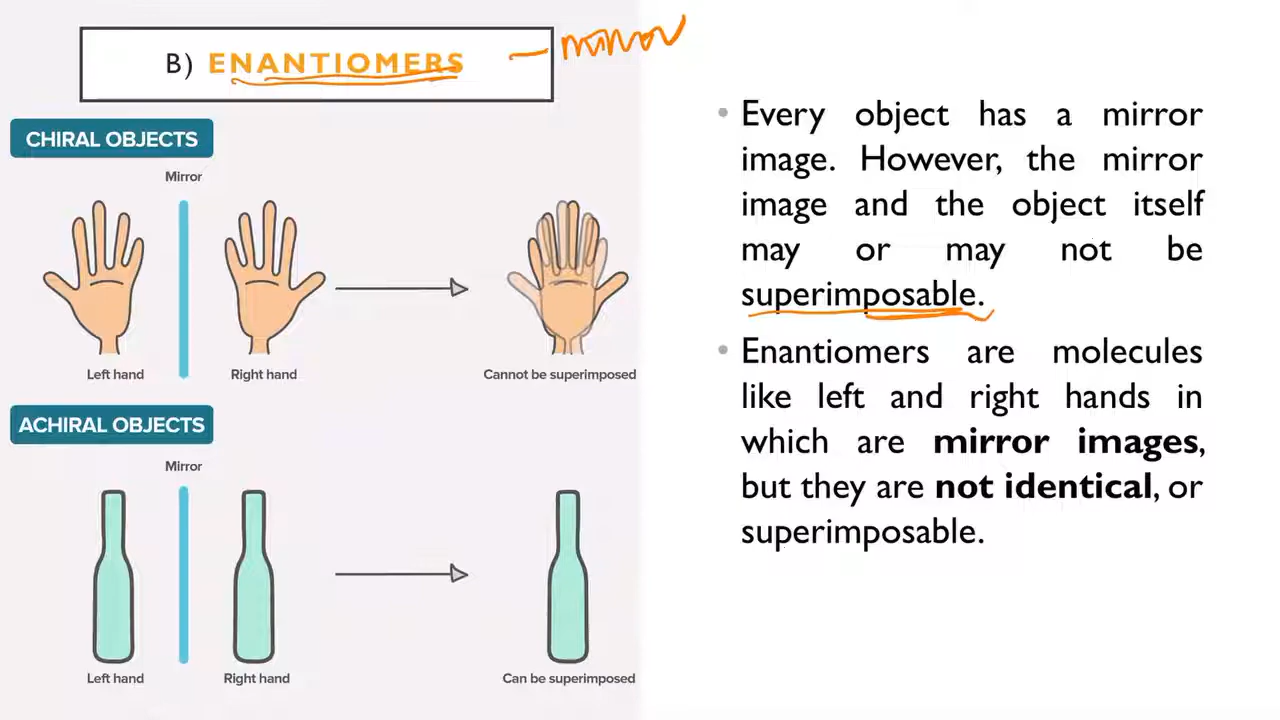 B) ENANTIOMERS
– mirror
CHIRAL OBJECTS
Mirror
Left hand
Right hand
Cannot be superimposed
ACHIRAL OBJECTS
Mirror
Left hand
Right hand
Can be superimposed
• Every object has a mirror
image. However, the mirror
image and the object itself
may or may not be
superimposable.
• Enantiomers are molecules
like left and right hands in
which are mirror images,
but they are not identical, or
superimposable.